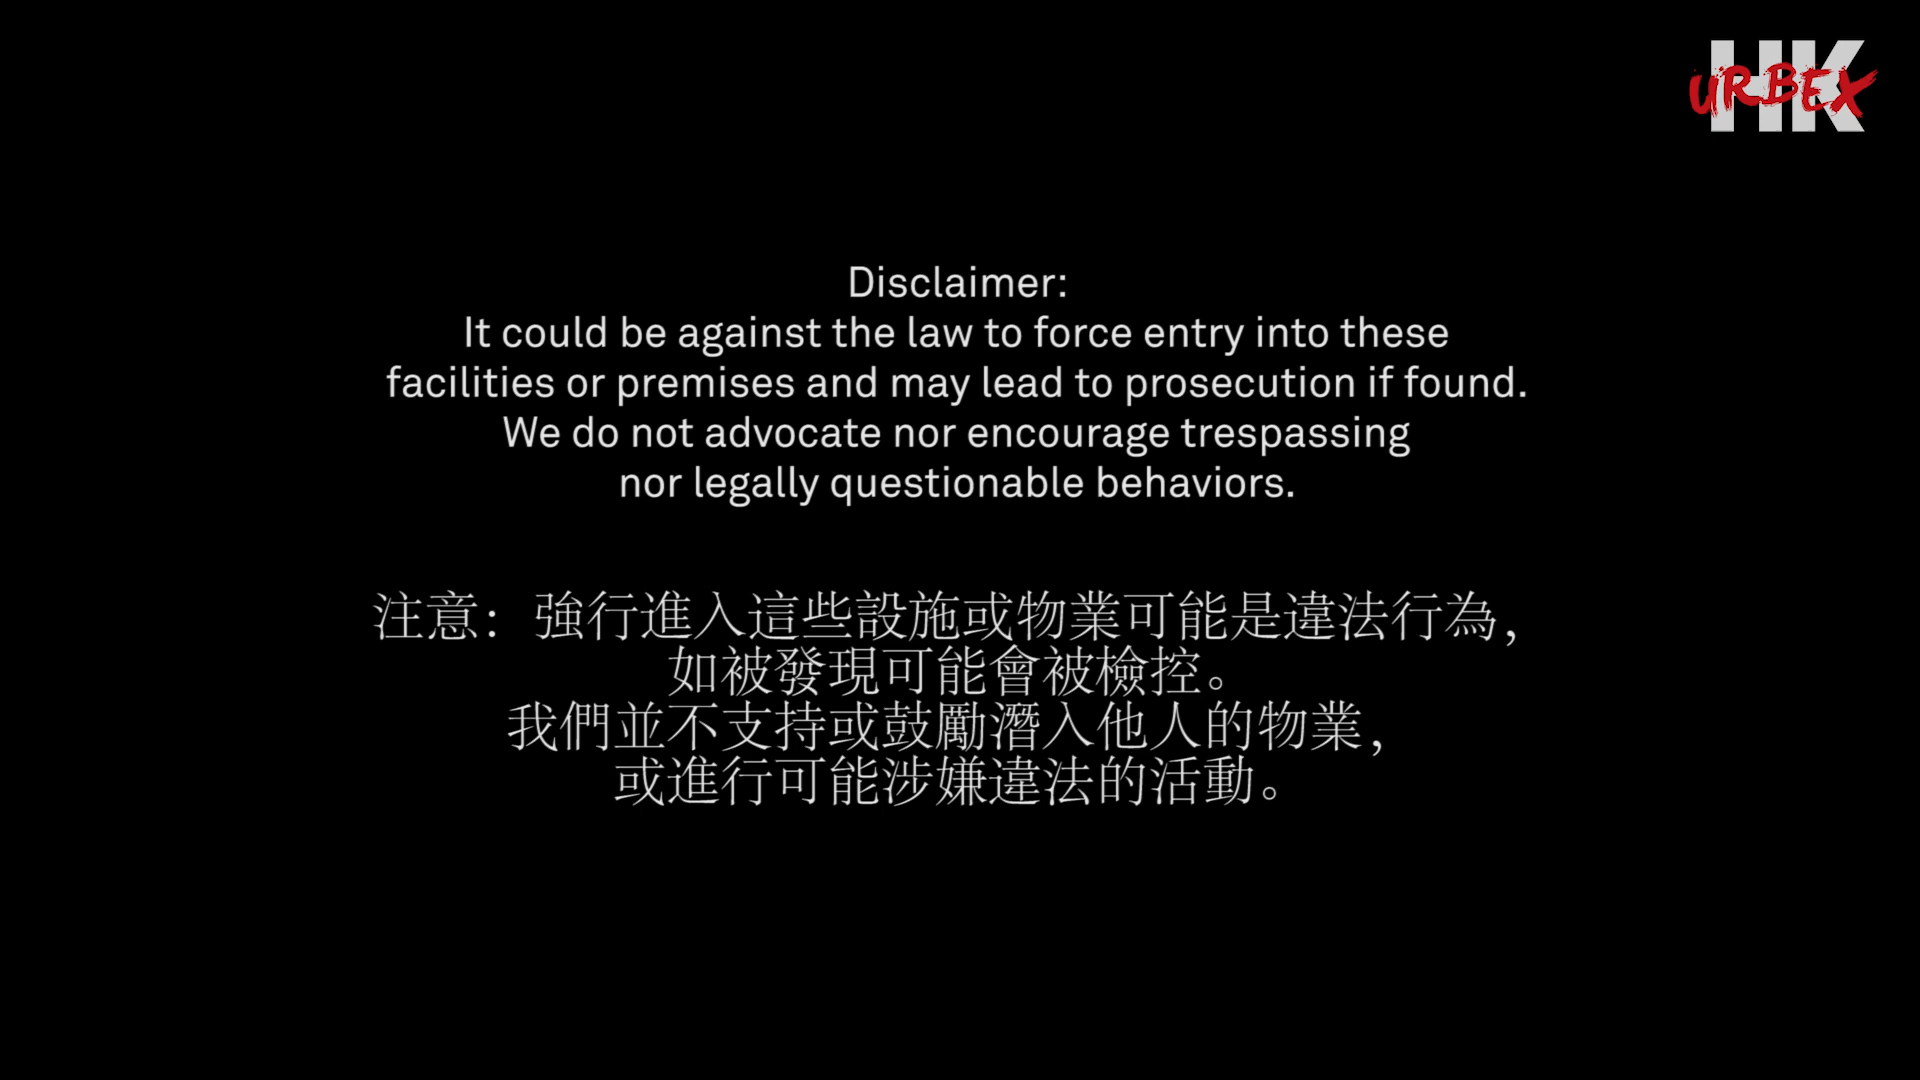 HK
URBEX
Disclaimer:
It could be against the law to force entry into these
facilities or premises and may lead to prosecution if found.
We do not advocate nor encourage trespassing
nor legally questionable behaviors.
注意：強行進入這些設施或物業可能是違法行為，
如被發現可能會被檢控。
我們並不支持或鼓勵潛入他人的物業，
或進行可能涉嫌違法的活動。